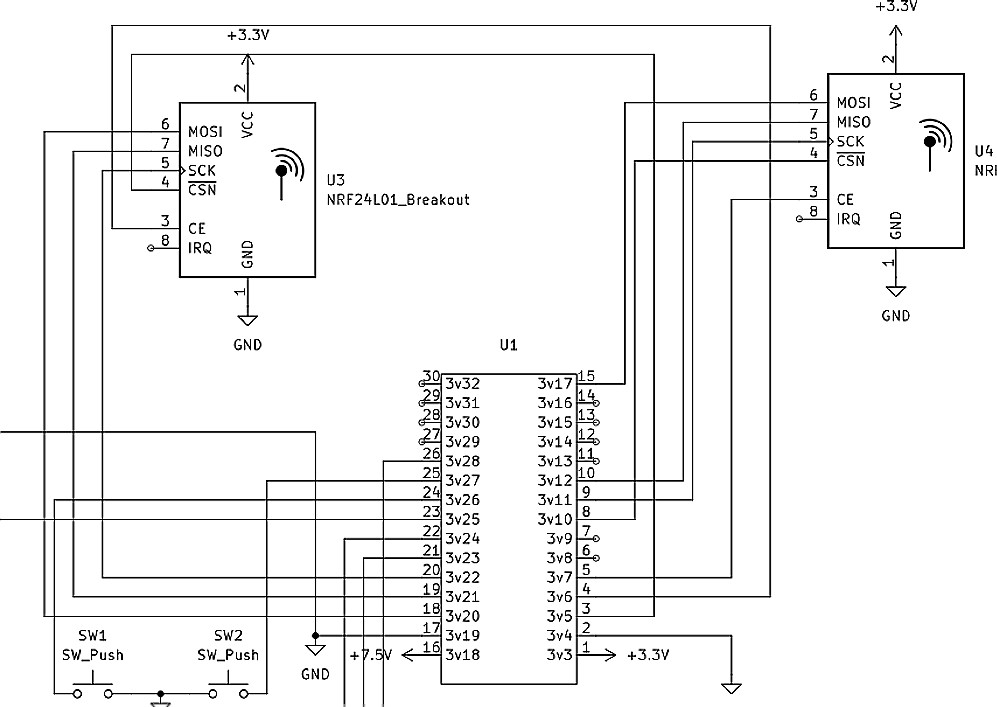 +3.3V
+3.3V
2
VCC
6 MOSI
7 MISO
5 SCK
4 CSN
3 CE
8 IRQ
GND
1
GND
U3
NRF24L01_Breakout
2
VCC
6 MOSI
7 MISO
5 SCK
4 CSN
3 CE
8 IRQ
GND
1
GND
U4
U1
30 3v32 3v17 15
29 3v31 3v16 14
28 3v30 3v15 13
27 3v29 3v14 12
26 3v28 3v13 11
25 3v27 3v12 10
24 3v26 3v11 9
23 3v25 3v10 8
22 3v24 3v9 7
21 3v23 3v8 6
20 3v22 3v7 5
19 3v21 3v6 4
18 3v20 3v5 3
17 3v19 3v4 2
16 3v18 3v3 1
+7.5V
+3.3V
GND
SW1
SW_Push
SW2
SW_Push